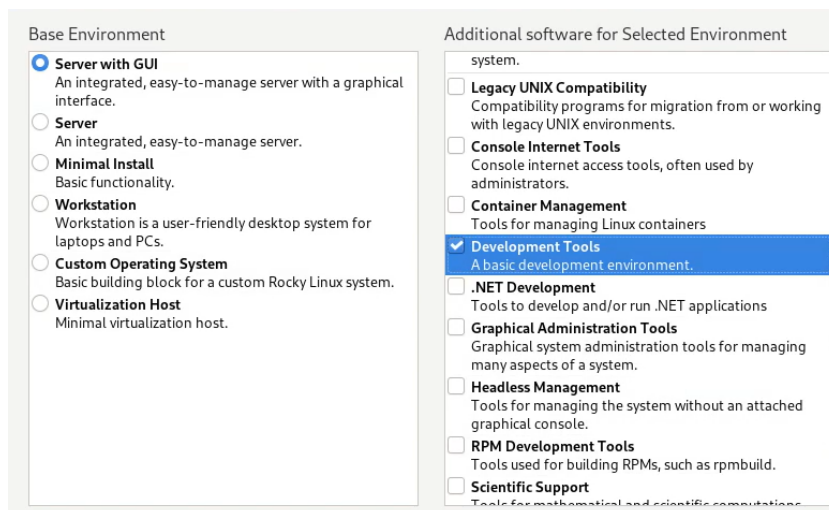 Base Environment
Server with GUI
An integrated, easy-to-manage server with a graphical
interface.
Server
An integrated, easy-to-manage server.
Minimal Install
Basic functionality.
Workstation
Workstation is a user-friendly desktop system for
laptops and PCs.
Custom Operating System
Basic building block for a custom Rocky Linux system.
Virtualization Host
Minimal virtualization host.
Additional software for Selected Environment
system.
Legacy UNIX Compatibility
Compatibility programs for migration from or working
with legacy UNIX environments.
Console Internet Tools
Console internet access tools, often used by
administrators.
Container Management
Tools for managing Linux containers
Development Tools
A basic development environment.
.NET Development
Tools to develop and/or run .NET applications
Graphical Administration Tools
Graphical system administration tools for managing
many aspects of a system.
Headless Management
Tools for managing the system without an attached
graphical console.
RPM Development Tools
Tools used for building RPMs, such as rpmbuild.
Scientific Support
Tools for mathematical and scientific computations